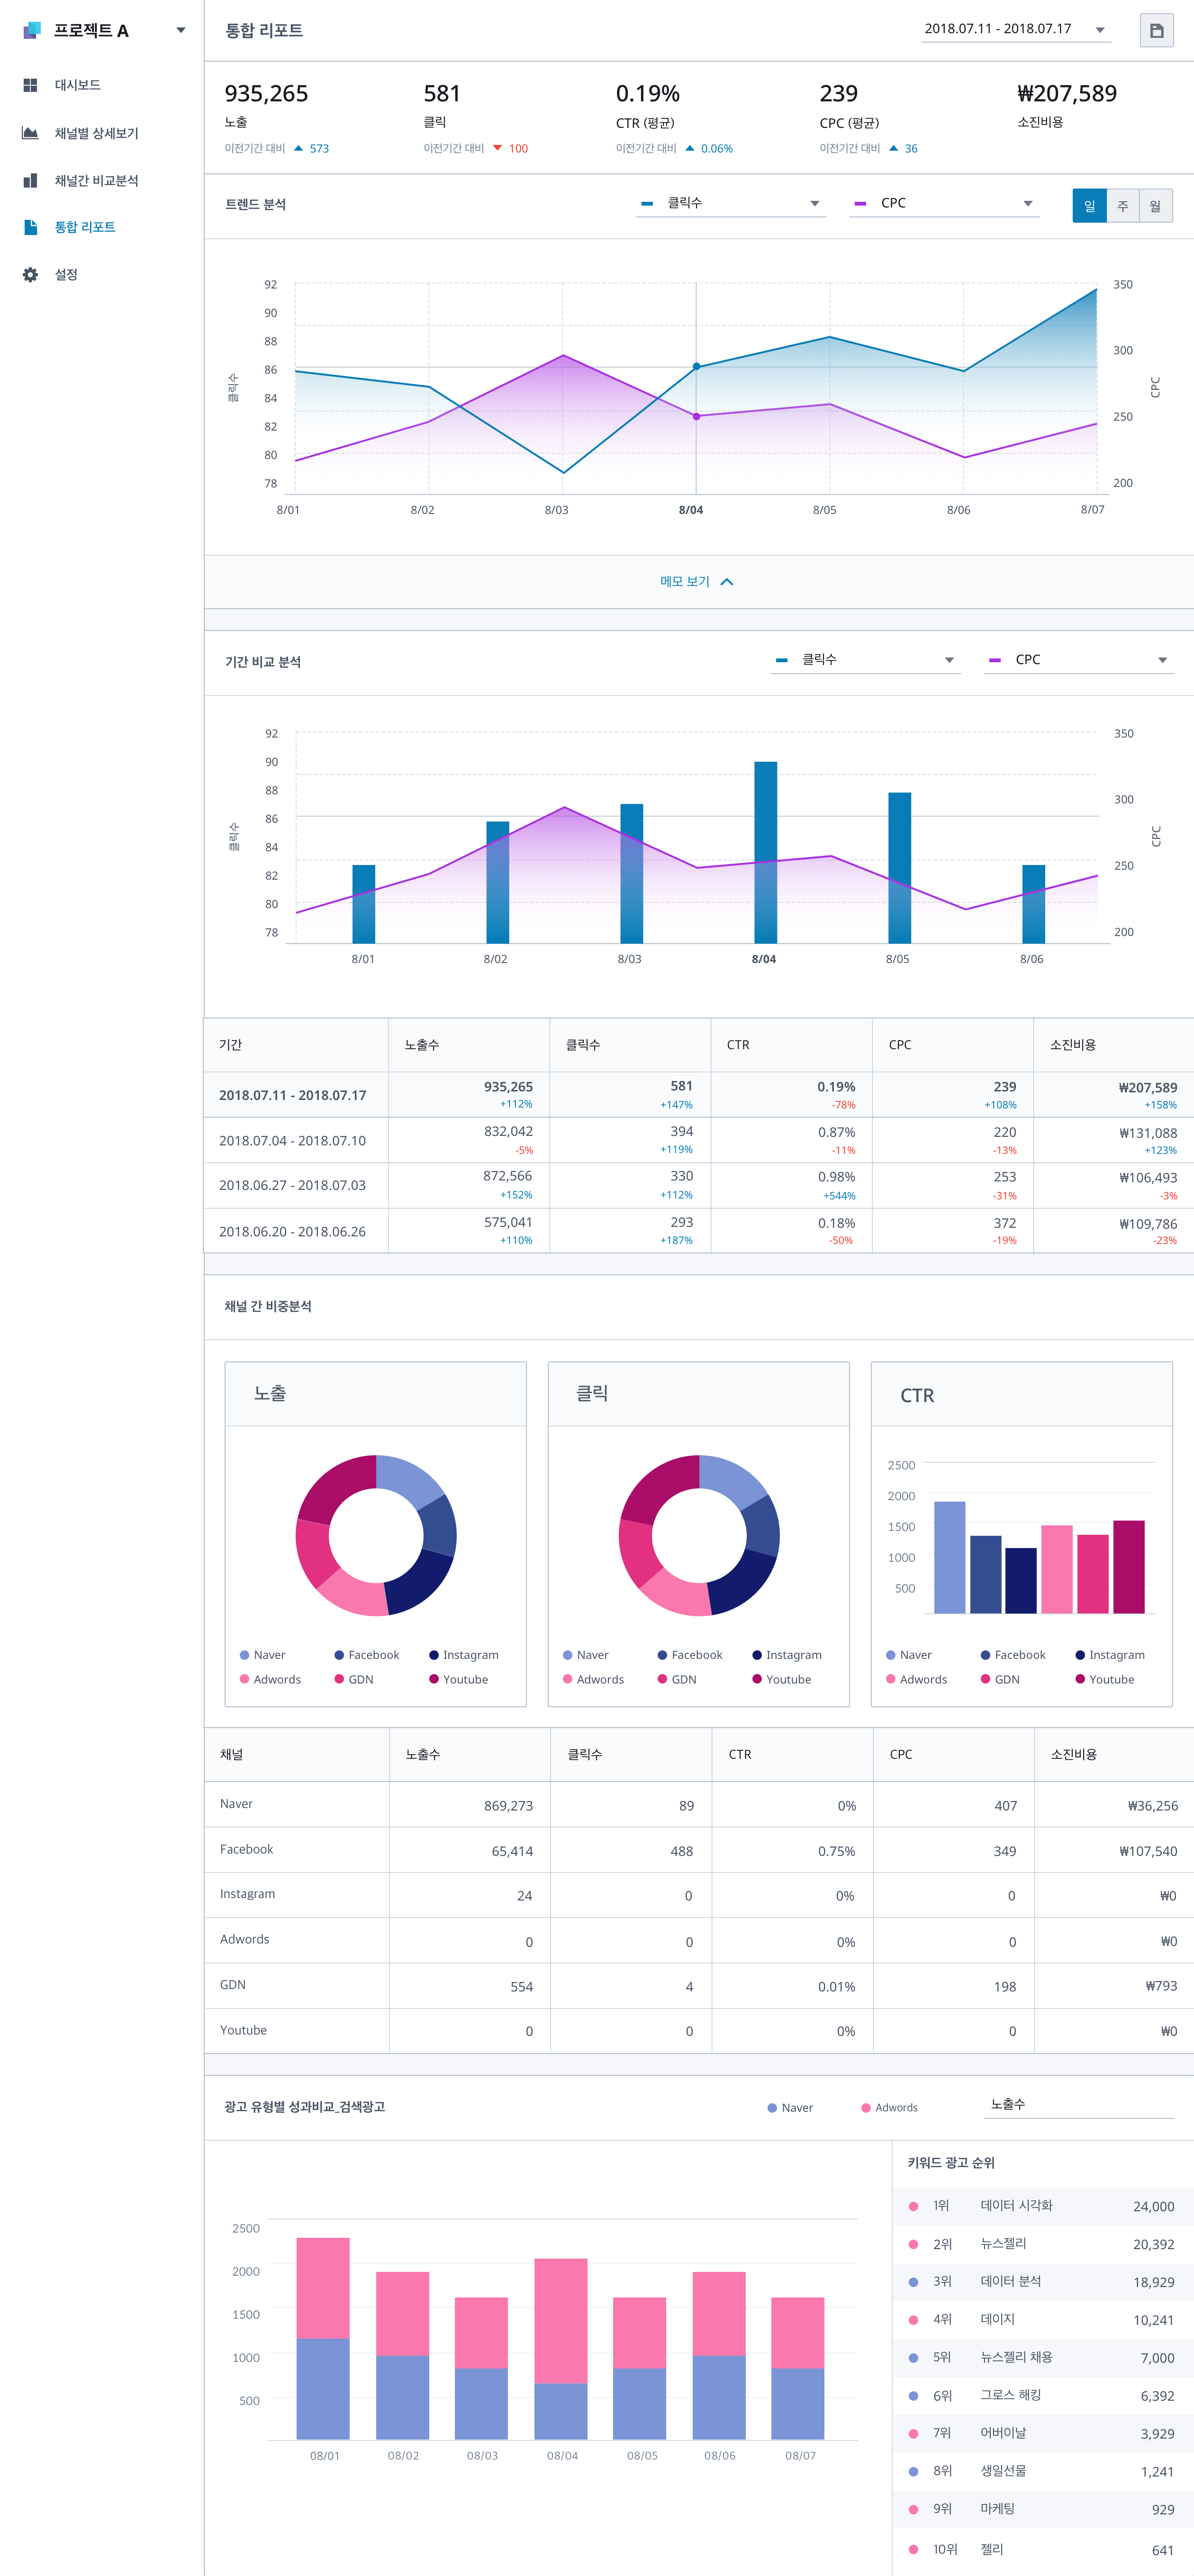 프로젝트 A
대시보드
채널별 상세보기
채널간 비교분석
통합 리포트
설정
통합 리포트
2018.07.11 - 2018.07.17
935,265
노출
이전기간 대비 573
581
클릭
이전기간 대비 100
0.19%
CTR (평균)
이전기간 대비 0.06%
239
CPC (평균)
이전기간 대비 36
₩207,589
소진비용
트렌드 분석
클릭수
CPC
일 주 월
92
90
88
86
84
82
80
78
클릭수
350
300
250
200
CPC
8/01 8/02 8/03 8/04 8/05 8/06 8/07
메모 보기
기간 비교 분석
클릭수
CPC
92
90
88
86
84
82
80
78
클릭수
350
300
250
200
CPC
8/01 8/02 8/03 8/04 8/05 8/06
기간 노출수 클릭수 CTR CPC 소진비용
2018.07.11 - 2018.07.17 935,265 581 0.19% 239 ₩207,589
+112% +147% -78% +108% +158%
2018.07.04 - 2018.07.10 832,042 394 0.87% 220 ₩131,088
-5% +119% -11% -13% +123%
2018.06.27 - 2018.07.03 872,566 330 0.98% 253 ₩106,493
+152% +112% +544% -31% -3%
2018.06.20 - 2018.06.26 575,041 293 0.18% 372 ₩109,786
+110% +187% -50% -19% -23%
채널 간 비중분석
노출
Naver Facebook Instagram
Adwords GDN Youtube
클릭
Naver Facebook Instagram
Adwords GDN Youtube
CTR
2500
2000
1500
1000
500
Naver Facebook Instagram
Adwords GDN Youtube
채널 노출수 클릭수 CTR CPC 소진비용
Naver 869,273 89 0% 407 ₩36,256
Facebook 65,414 488 0.75% 349 ₩107,540
Instagram 24 0 0% 0 ₩0
Adwords 0 0 0% 0 ₩0
GDN 554 4 0.01% 198 ₩793
Youtube 0 0 0% 0 ₩0
광고 유형별 성과비교_검색광고
Naver Adwords
노출수
2500
2000
1500
1000
500
08/01 08/02 08/03 08/04 08/05 08/06 08/07
키워드 광고 순위
1위 데이터 시각화 24,000
2위 뉴스젤리 20,392
3위 데이터 분석 18,929
4위 데이지 10,241
5위 뉴스젤리 채용 7,000
6위 그로스 해킹 6,392
7위 어버이날 3,929
8위 생일선물 1,241
9위 마케팅 929
10위 젤리 641